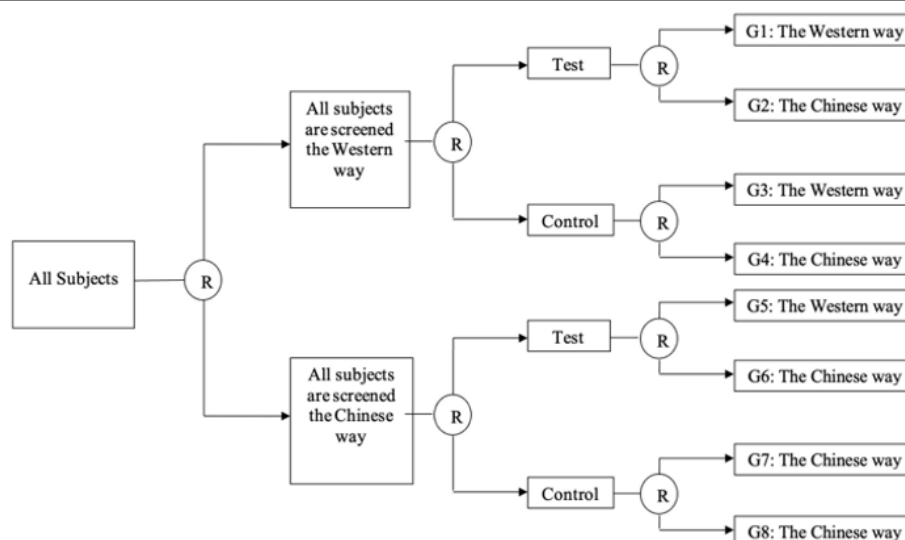 All Subjects
R
All subjects
are screened
the Western
way
R
Test
R
G1: The Western way
G2: The Chinese way
Control
R
G3: The Western way
G4: The Chinese way
All subjects
are screened
the Chinese
way
R
Test
R
G5: The Western way
G6: The Chinese way
Control
R
G7: The Chinese way
G8: The Chinese way